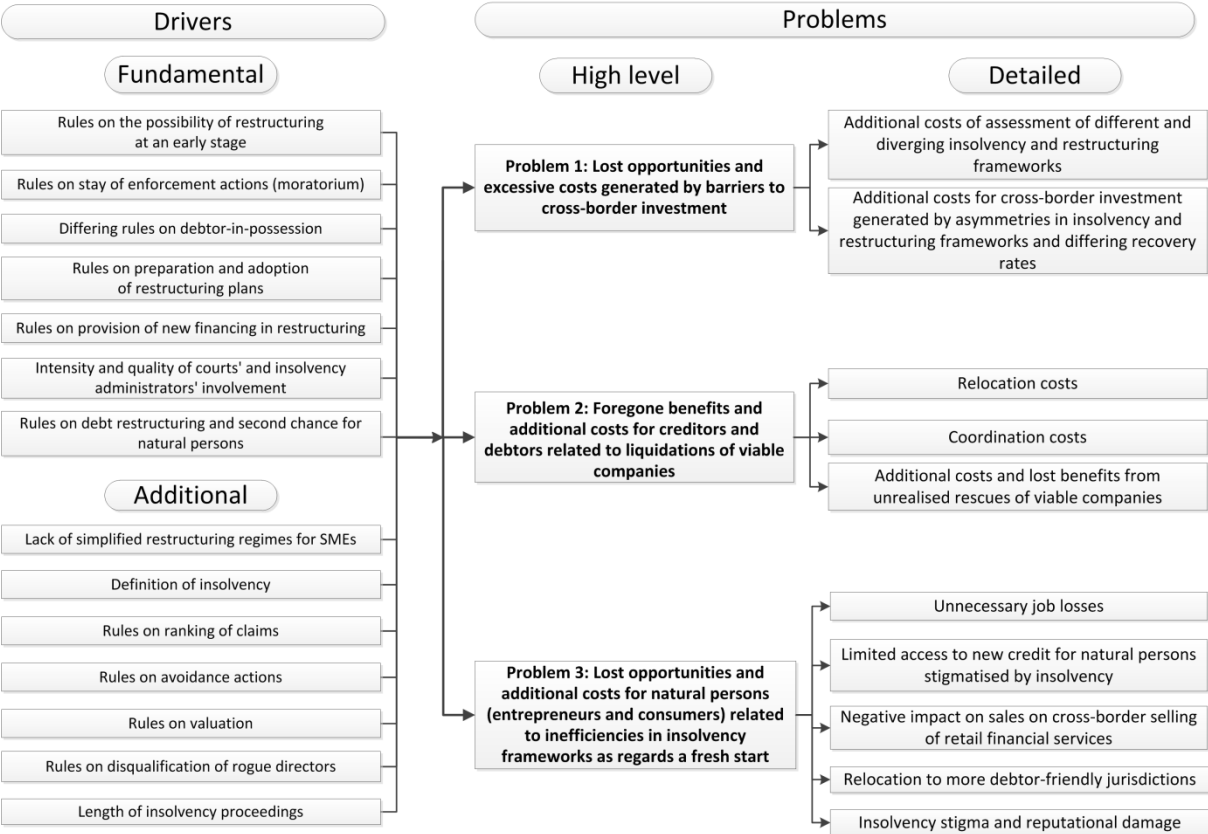 Drivers
Problems
Fundamental
High level
Detailed
Rules on the possibility of restructuring
at an early stage
Rules on stay of enforcement actions (moratorium)
Differing rules on debtor-in-possession
Rules on preparation and adoption
of restructuring plans
Rules on provision of new financing in restructuring
Intensity and quality of courts' and insolvency
administrators' involvement
Rules on debt restructuring and second chance for
natural persons
Additional
Lack of simplified restructuring regimes for SMEs
Definition of insolvency
Rules on ranking of claims
Rules on avoidance actions
Rules on valuation
Rules on disqualification of rogue directors
Length of insolvency proceedings
Problem 1: Lost opportunities and
excessive costs generated by barriers to
cross-border investment
Additional costs of assessment of different and
diverging insolvency and restructuring
frameworks
Additional costs for cross-border investment
generated by asymmetries in insolvency and
restructuring frameworks and differing recovery
rates
Problem 2: Foregone benefits and
additional costs for creditors and
debtors related to liquidations of viable
companies
Relocation costs
Coordination costs
Additional costs and lost benefits from
unrealised rescues of viable companies
Problem 3: Lost opportunities and
additional costs for natural persons
(entrepreneurs and consumers) related
to inefficiencies in insolvency
frameworks as regards a fresh start
Unnecessary job losses
Limited access to new credit for natural persons
stigmatised by insolvency
Negative impact on sales on cross-border selling
of retail financial services
Relocation to more debtor-friendly jurisdictions
Insolvency stigma and reputational damage